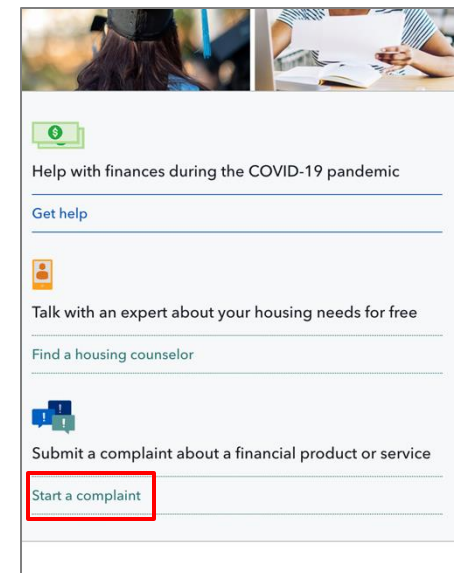 Help with finances during the COVID-19 pandemic
Get help
Talk with an expert about your housing needs for free
Find a housing counselor
Submit a complaint about a financial product or service
Start a complaint